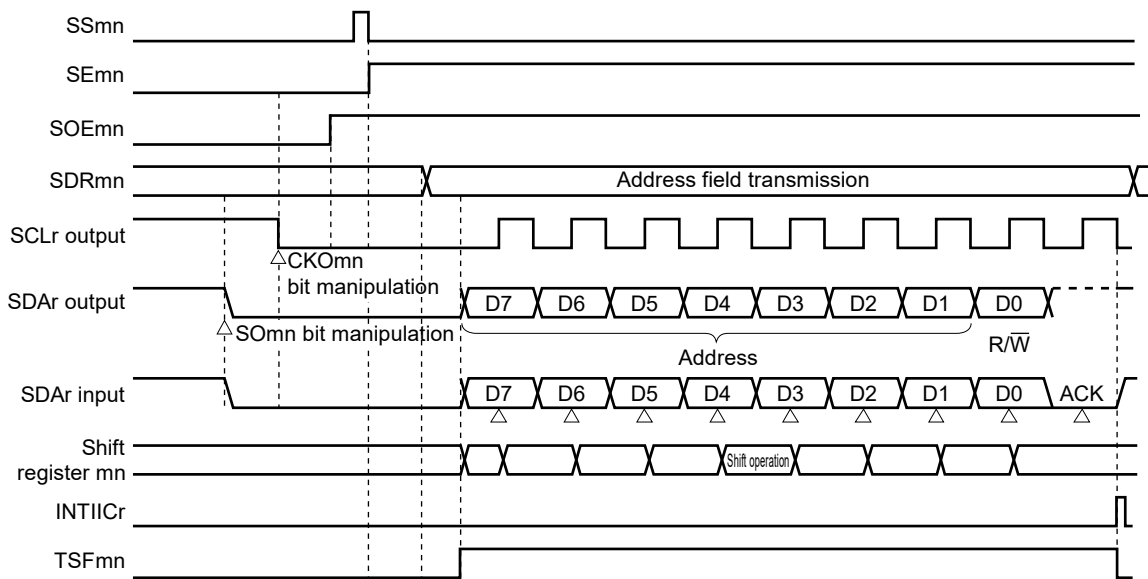 SSmn
SEmn
SOEmn
SDRmn
Address field transmission
SCLr output
CKOmn
bit manipulation
SDAr output
D7 D6 D5 D4 D3 D2 D1 D0
SOmn bit manipulation
Address
R/W̅
SDAr input
D7 D6 D5 D4 D3 D2 D1 D0 ACK
Shift
register mn
Shift operation
INTIICr
TSFmn